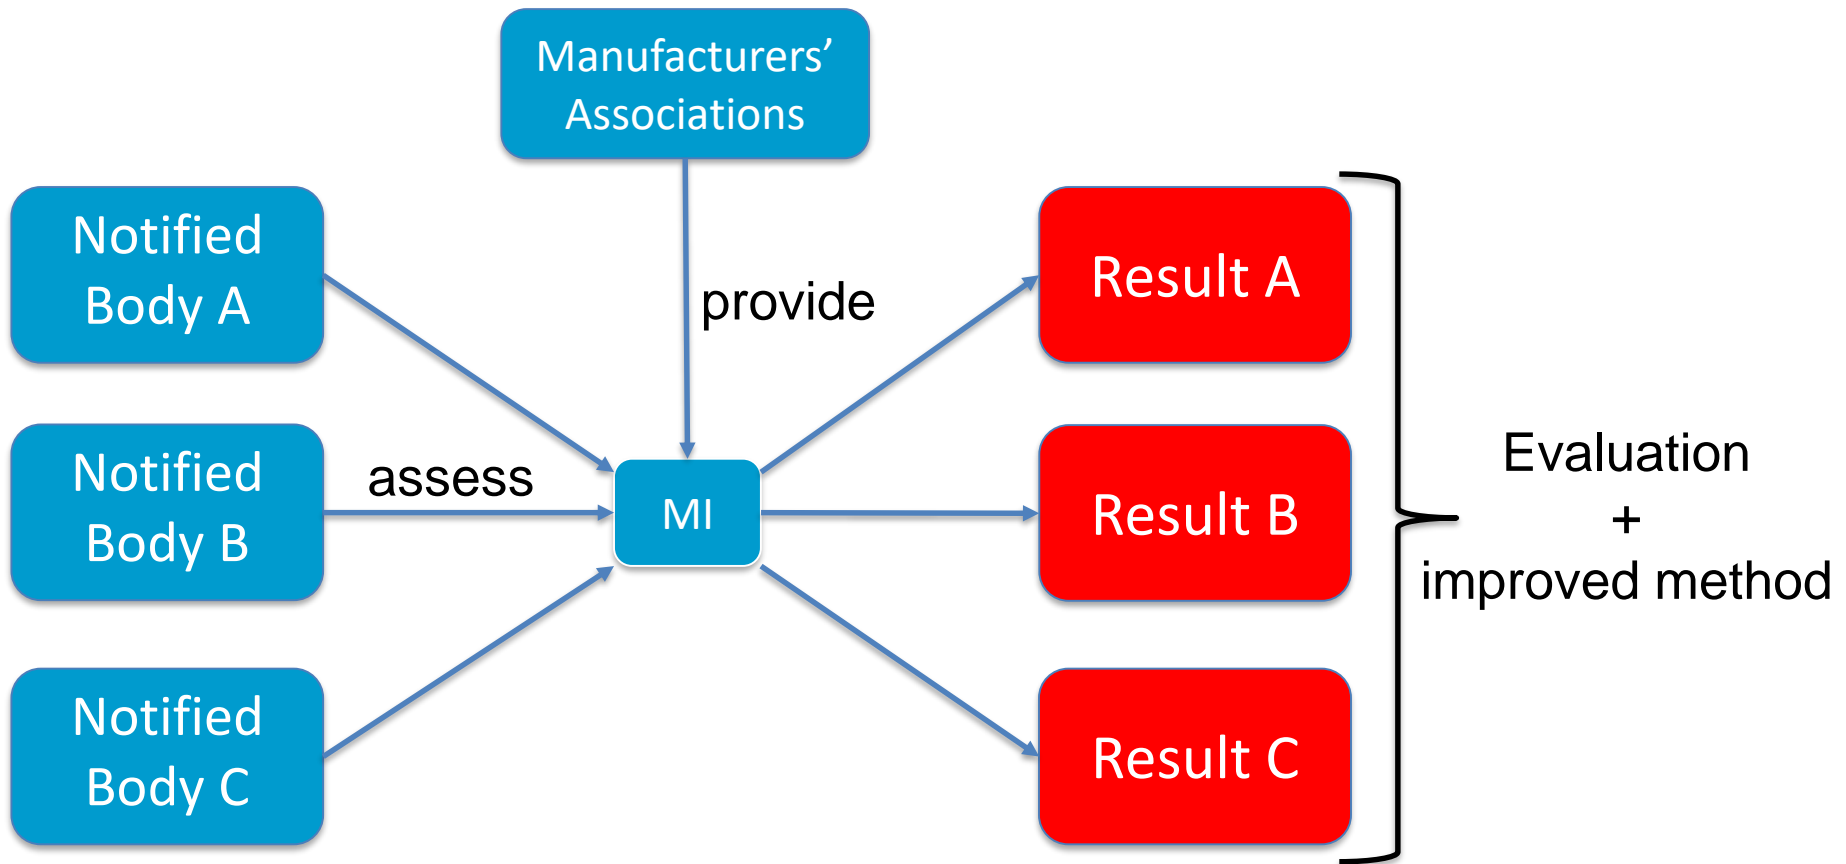 Manufacturers’
Associations
Notified
Body A
provide
Result A
Notified
Body B
assess
MI
Result B
Evaluation
+
improved method
Notified
Body C
Result C